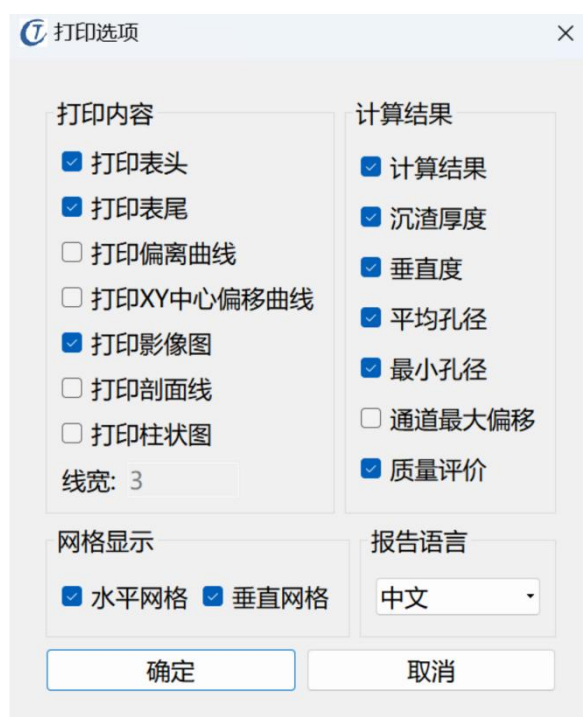 打印选项
打印内容
打印表头
打印表尾
打印偏离曲线
打印XY中心偏移曲线
打印影像图
打印剖面线
打印柱状图
线宽: 3
计算结果
计算结果
沉渣厚度
垂直度
平均孔径
最小孔径
通道最大偏移
质量评价
网格显示
水平网格 垂直网格
报告语言
中文
确定 取消